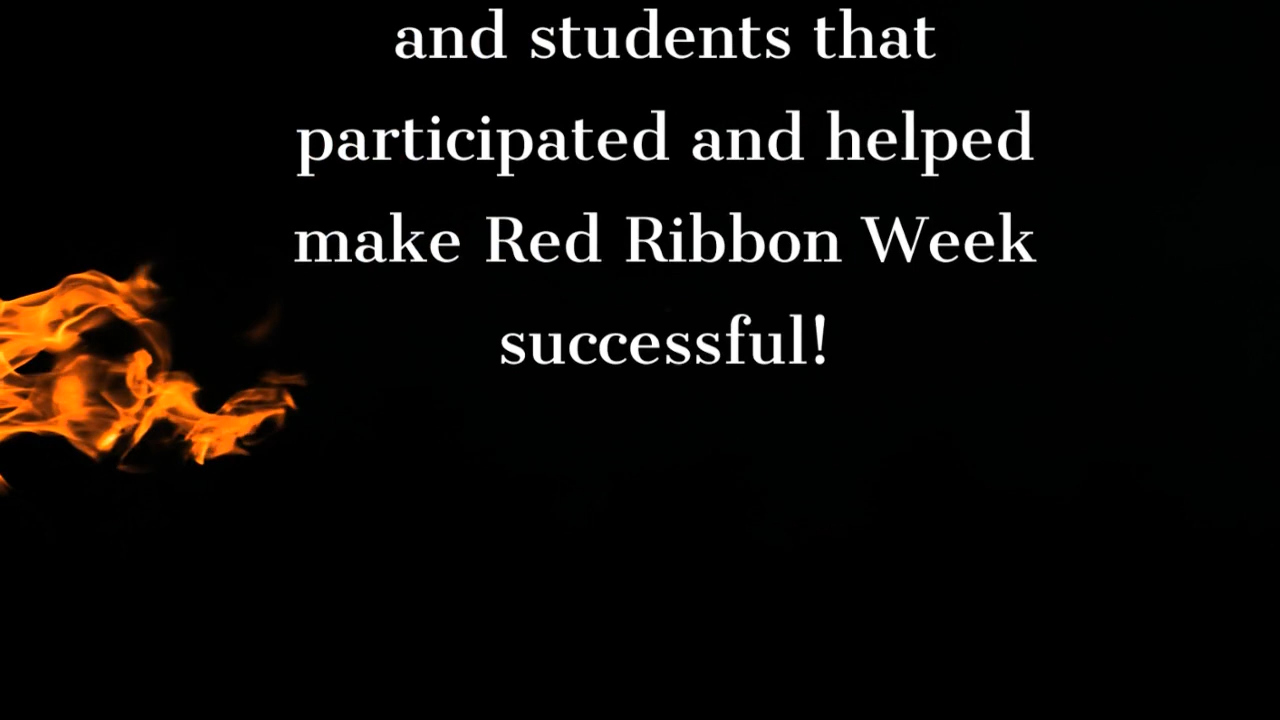 and students that
participated and helped
make Red Ribbon Week
successful!